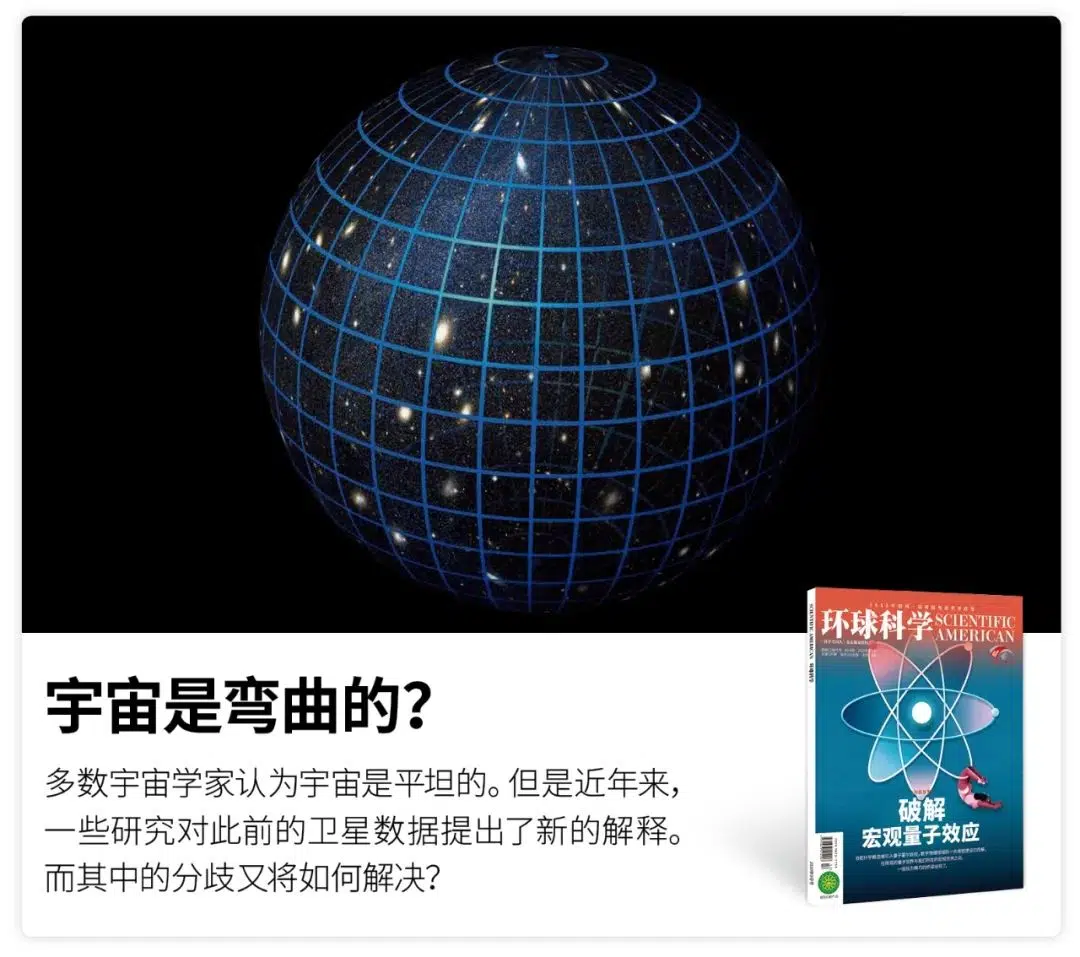 宇宙是弯曲的？
多数宇宙学家认为宇宙是平坦的。但是近年来，
一些研究对此前的卫星数据提出了新的解释。
而其中的分歧又将如何解决？
环球科学
SCIENTIFIC
AMERICAN
破解
宏观量子效应